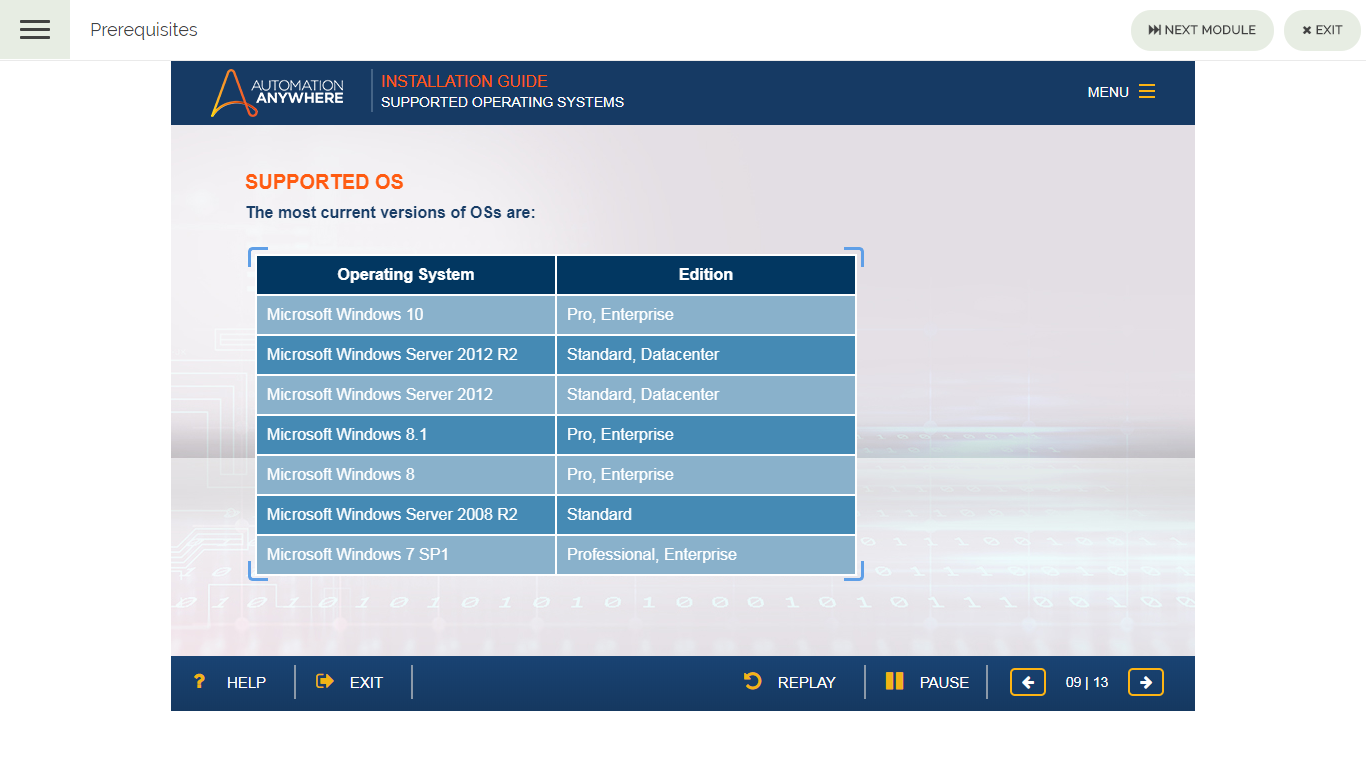 Prerequisites
NEXT MODULE
EXIT
AUTOMATION
ANYWHERE
INSTALLATION GUIDE
SUPPORTED OPERATING SYSTEMS
MENU
SUPPORTED OS
The most current versions of OSs are:
Operating System Edition
Microsoft Windows 10 Pro, Enterprise
Microsoft Windows Server 2012 R2 Standard, Datacenter
Microsoft Windows Server 2012 Standard, Datacenter
Microsoft Windows 8.1 Pro, Enterprise
Microsoft Windows 8 Pro, Enterprise
Microsoft Windows Server 2008 R2 Standard
Microsoft Windows 7 SP1 Professional, Enterprise
? HELP EXIT REPLAY PAUSE 09 | 13